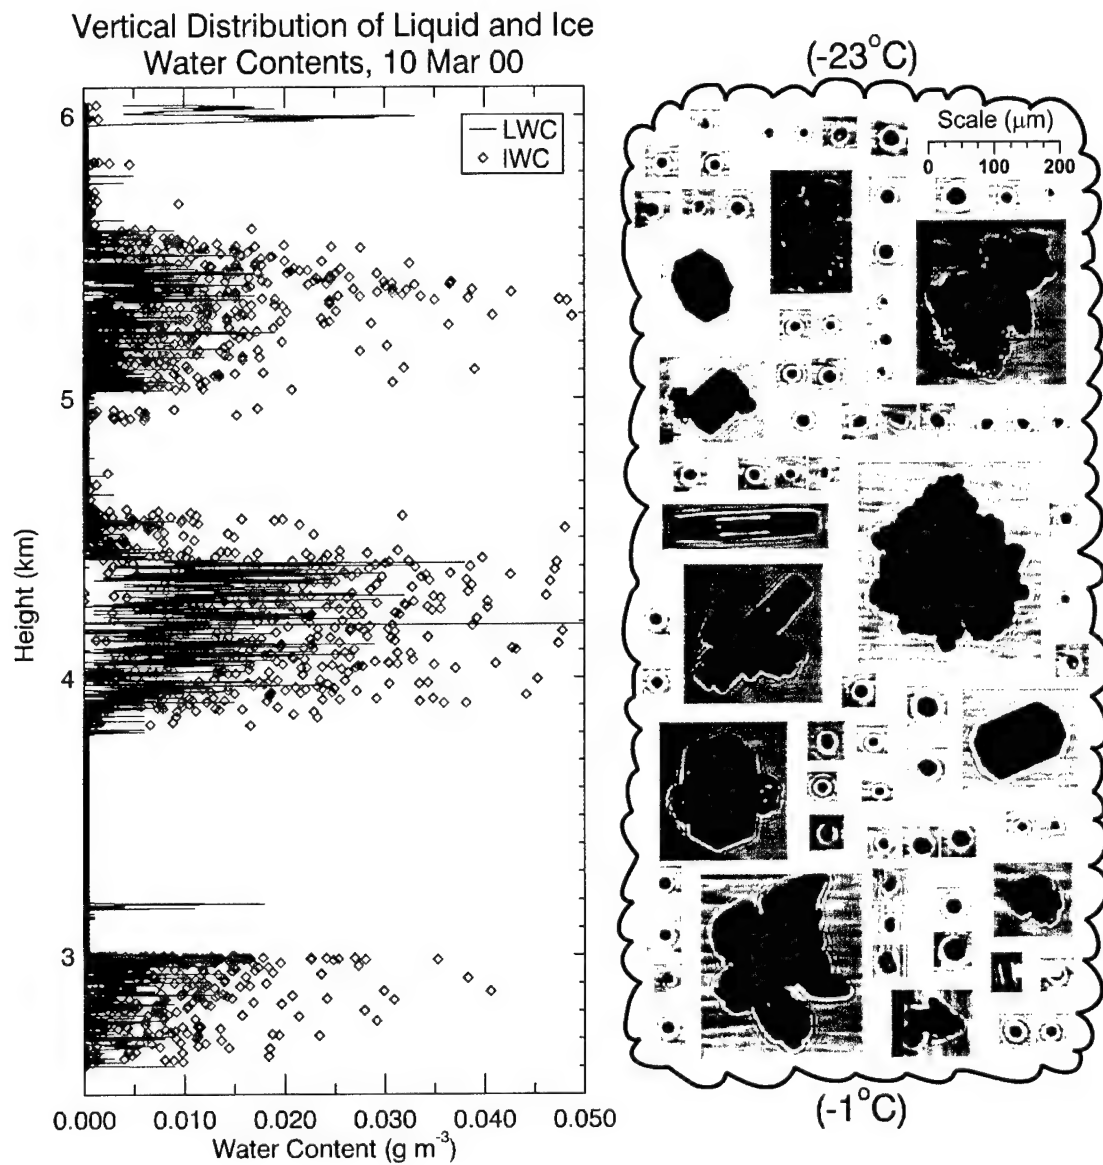 Vertical Distribution of Liquid and Ice
Water Contents, 10 Mar 00
(-23°C)
LWC
IWC
Scale (μm)
0 100 200
6
5
4
3
Height (km)
0.000 0.010 0.020 0.030 0.040 0.050
Water Content (g m⁻³)
(-1°C)